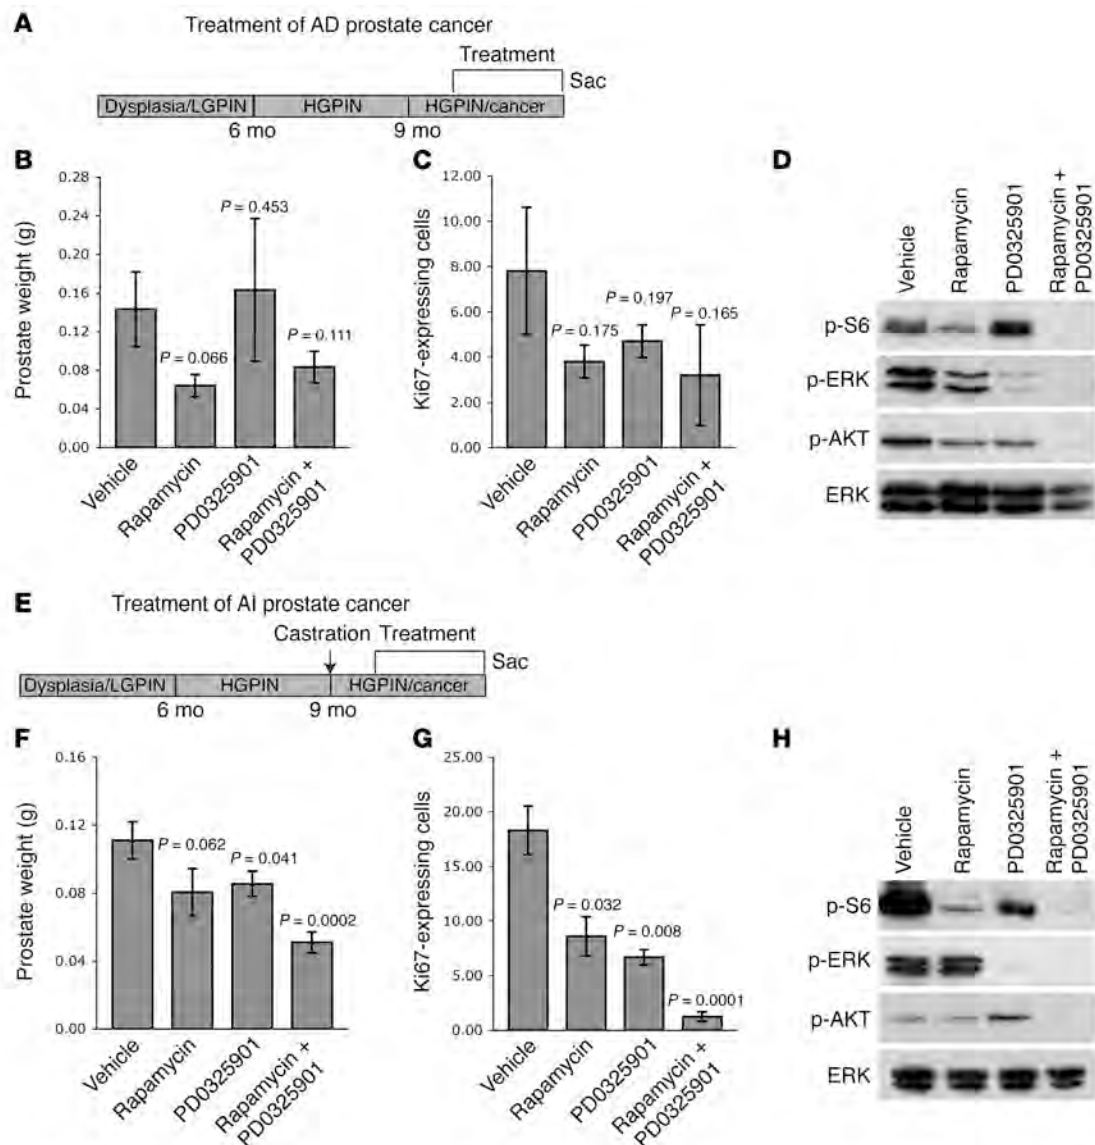 A
Treatment of AD prostate cancer
Treatment
Sac
Dysplasia/LGPIN HGPIN HGPIN/cancer
6 mo 9 mo
B
Prostate weight (g)
0.28
0.24
0.20
0.16
0.12
0.08
0.04
0.00
P = 0.066
P = 0.453
P = 0.111
Vehicle
Rapamycin
PD0325901
Rapamycin +
PD0325901
C
Ki67-expressing cells
12.00
10.00
8.00
6.00
4.00
2.00
0.00
P = 0.175
P = 0.197
P = 0.165
Vehicle
Rapamycin
PD0325901
Rapamycin +
PD0325901
D
Vehicle
Rapamycin
PD0325901
Rapamycin +
PD0325901
p-S6
p-ERK
p-AKT
ERK
E
Treatment of AI prostate cancer
Castration Treatment
Sac
Dysplasia/LGPIN HGPIN HGPIN/cancer
6 mo 9 mo
F
Prostate weight (g)
0.16
0.12
0.08
0.04
0.00
P = 0.062
P = 0.041
P = 0.0002
Vehicle
Rapamycin
PD0325901
Rapamycin +
PD0325901
G
Ki67-expressing cells
25.00
20.00
15.00
10.00
5.00
0.00
P = 0.032
P = 0.008
P = 0.0001
Vehicle
Rapamycin
PD0325901
Rapamycin +
PD0325901
H
Vehicle
Rapamycin
PD0325901
Rapamycin +
PD0325901
p-S6
p-ERK
p-AKT
ERK